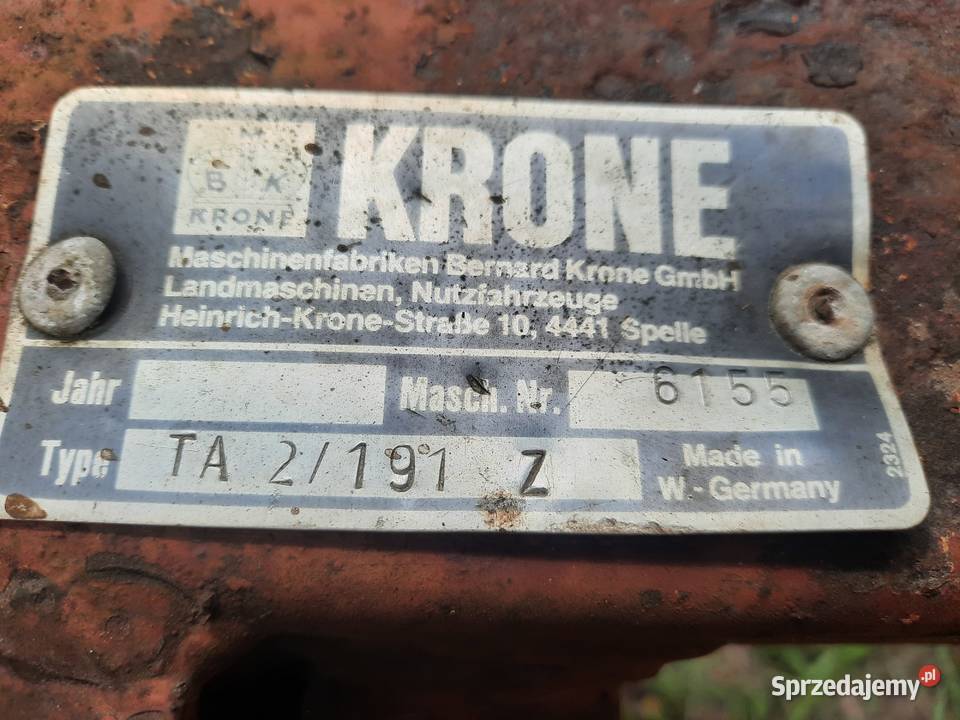 B K
KRONE
KRONE
Maschinenfabriken Bernard Krone GmbH
Landmaschinen, Nutzfahrzeuge
Heinrich-Krone-Straße 10, 4441 Spelle
Jahr Masch. Nr. 6155
Type TA 2/191 Z Made in
W.-Germany
2324
Sprzedajemy.pl